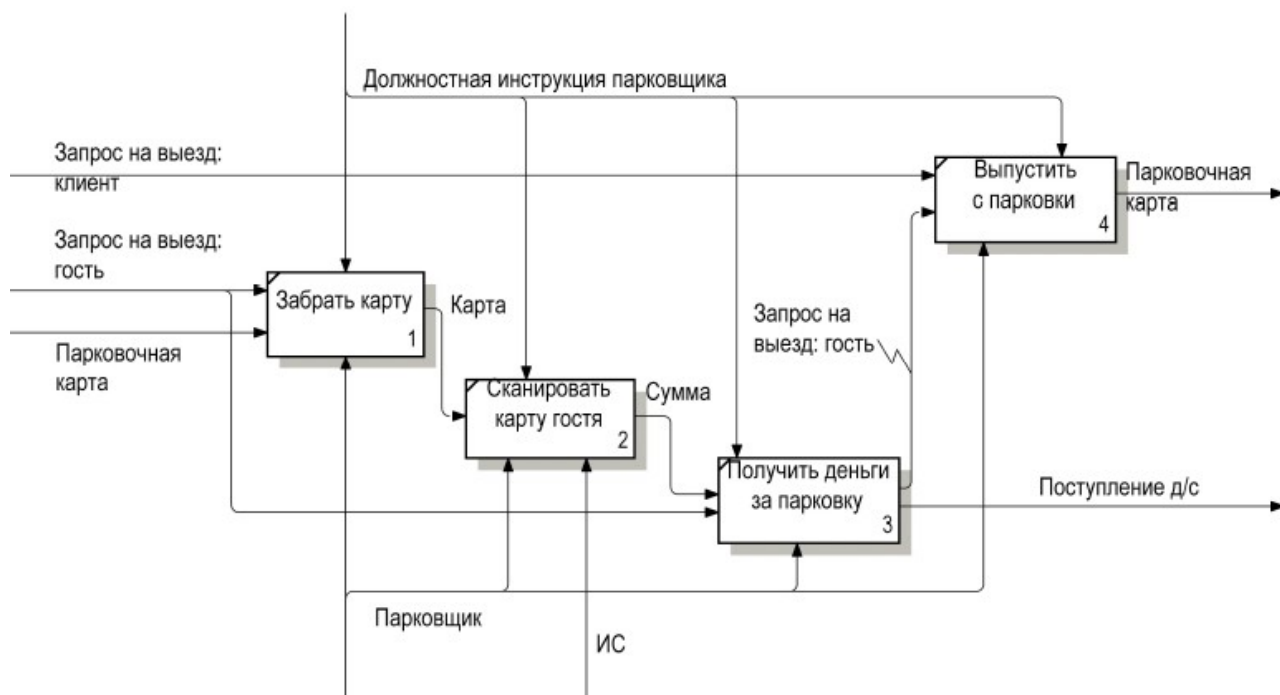 Должностная инструкция парковщика
Запрос на выезд:
клиент
Выпустить
с парковки
4
Парковочная
карта
Запрос на выезд:
гость
Забрать карту
1
Карта
Парковочная
карта
Запрос на
выезд: гость
Сканировать
карту гостя
2
Сумма
Получить деньги
за парковку
3
Поступление д/с
Парковщик
ИС